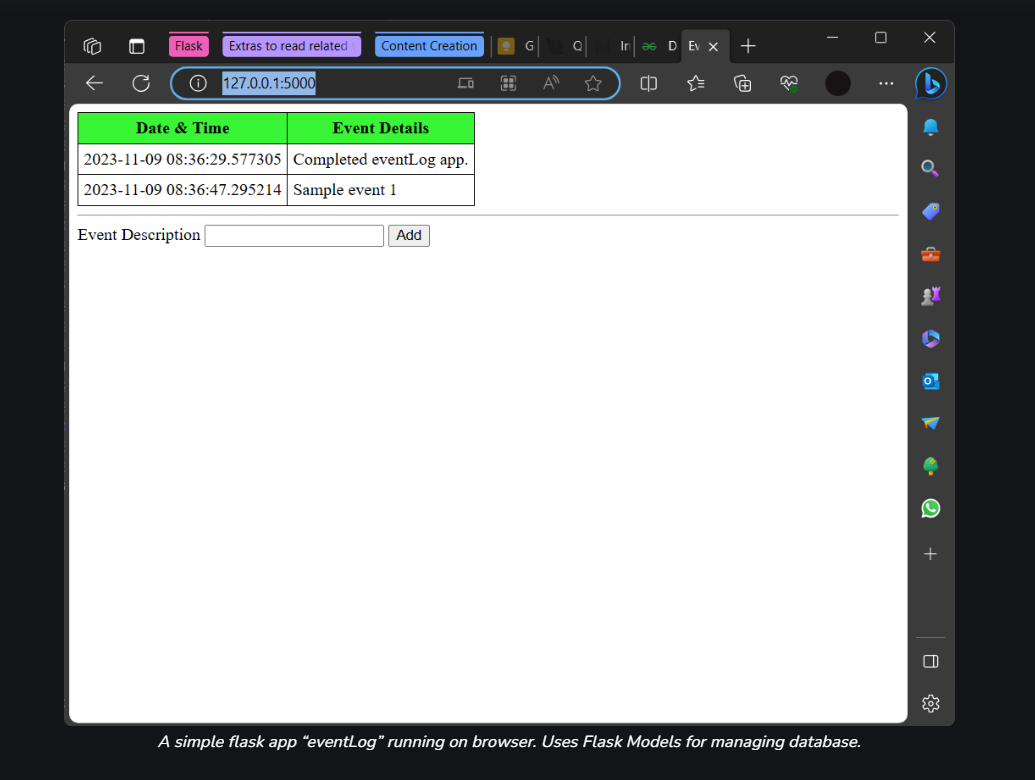 Flask Extras to read related Content Creation G Q D
127.0.0.1:5000
Date & Time Event Details
2023-11-09 08:36:29.577305 Completed eventLog app.
2023-11-09 08:36:47.295214 Sample event 1
Event Description Add
A simple flask app “eventLog” running on browser. Uses Flask Models for managing database.